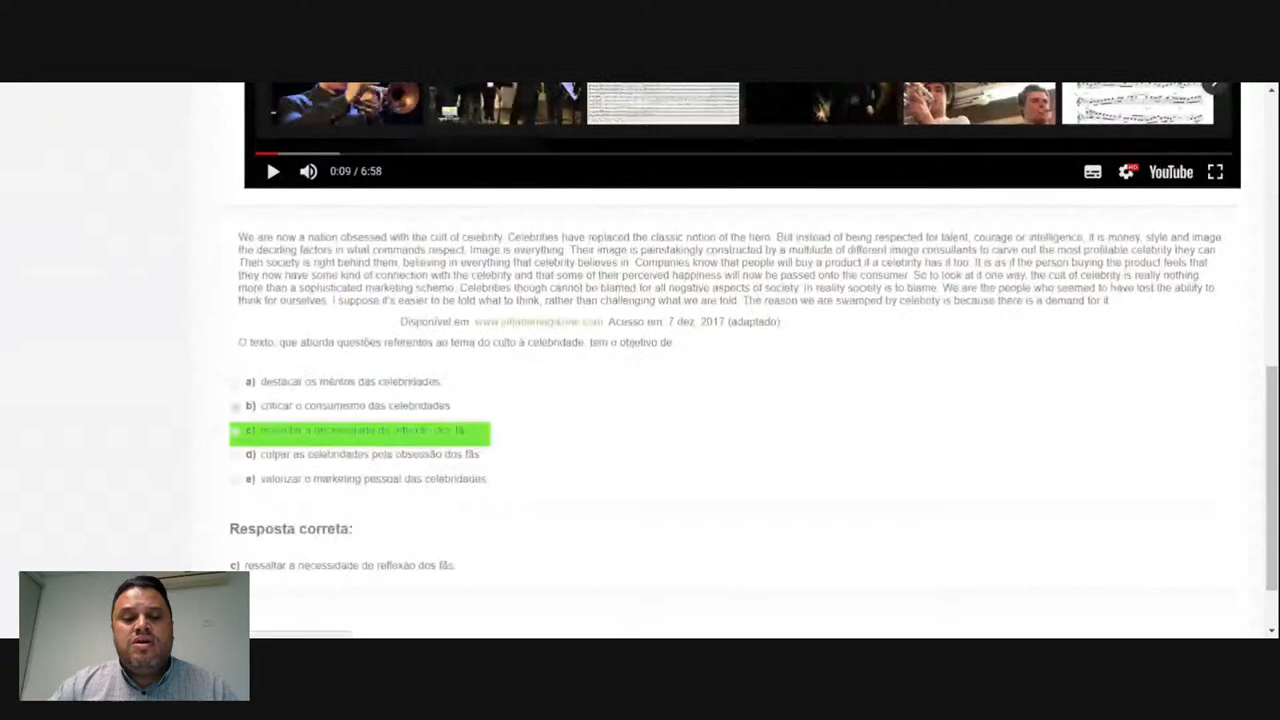 0:09 / 6:58
YouTube
We are now a nation obsessed with the cult of celebrity. Celebrities have replaced the classic notion of the hero. But instead of being respected for talent, courage or intelligence, it is money, style and image
the deciding factors in what commands respect. Image is everything. Their image is painstakingly constructed by a multitude of different image consultants to carve out the most profitable celebrity they can
Then society is right behind them, believing in everything that celebrity believes in. Companies know that people will buy a product if a celebrity has it too. It is as if the person buying the product feels that
they now have some kind of connection with the celebrity and that some of their perceived happiness will now be passed onto the consumer. So to look at it one way, the cult of celebrity is really nothing
more than a sophisticated marketing scheme. Celebrities though cannot be blamed for all negative aspects of society. In reality society is to blame. We are the people who seemed to have lost the ability to
think for ourselves. I suppose it's easier to be told what to think, rather than challenging what we are told. The reason we are swamped by celebrity is because there is a demand for it
Disponível em: Acesso em: 7 dez. 2017 (adaptado)
O texto, que aborda questões referentes ao tema do culto à celebridade, tem o objetivo de
a) destacar os méritos das celebridades.
b) criticar o consumismo das celebridades
c) ressaltar a necessidade de reflexão dos fã
d) culpar as celebridades pela obsessão dos fãs
e) valorizar o marketing pessoal das celebridades.
Resposta correta:
c) ressaltar a necessidade de reflexão dos fãs.